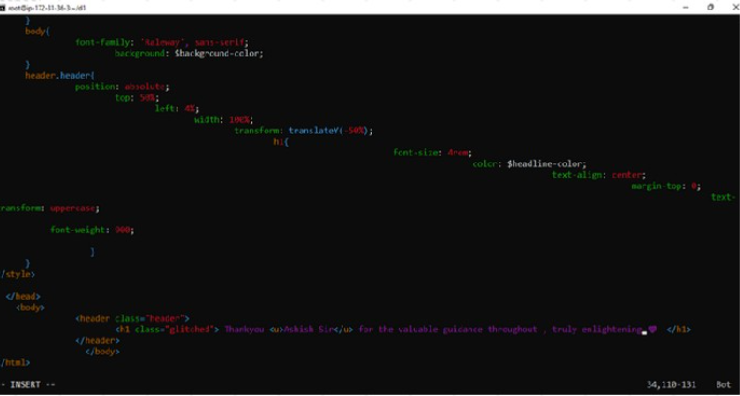 root@ip-172-31-36-3:~/d1
}
body{
font-family: 'Raleway', sans-serif;
background: $background-color;
}
header.header{
position: absolute;
top: 50%;
left: 4%;
width: 100%;
transform: translateY(-50%);
h1{
font-size: 4rem;
color: $headline-color;
text-align: center;
margin-top: 0;
text-
ransform: uppercase;
font-weight: 900;
}
}
/style>
</head>
<body>
<header class="header">
<h1 class="glitched"> Thankyou <u>Ashish Sir</u> for the valuable guidance throughout , truly enlightening 💜 </h1>
</header>
</body>
/html>
- INSERT --
34,110-131 Bot